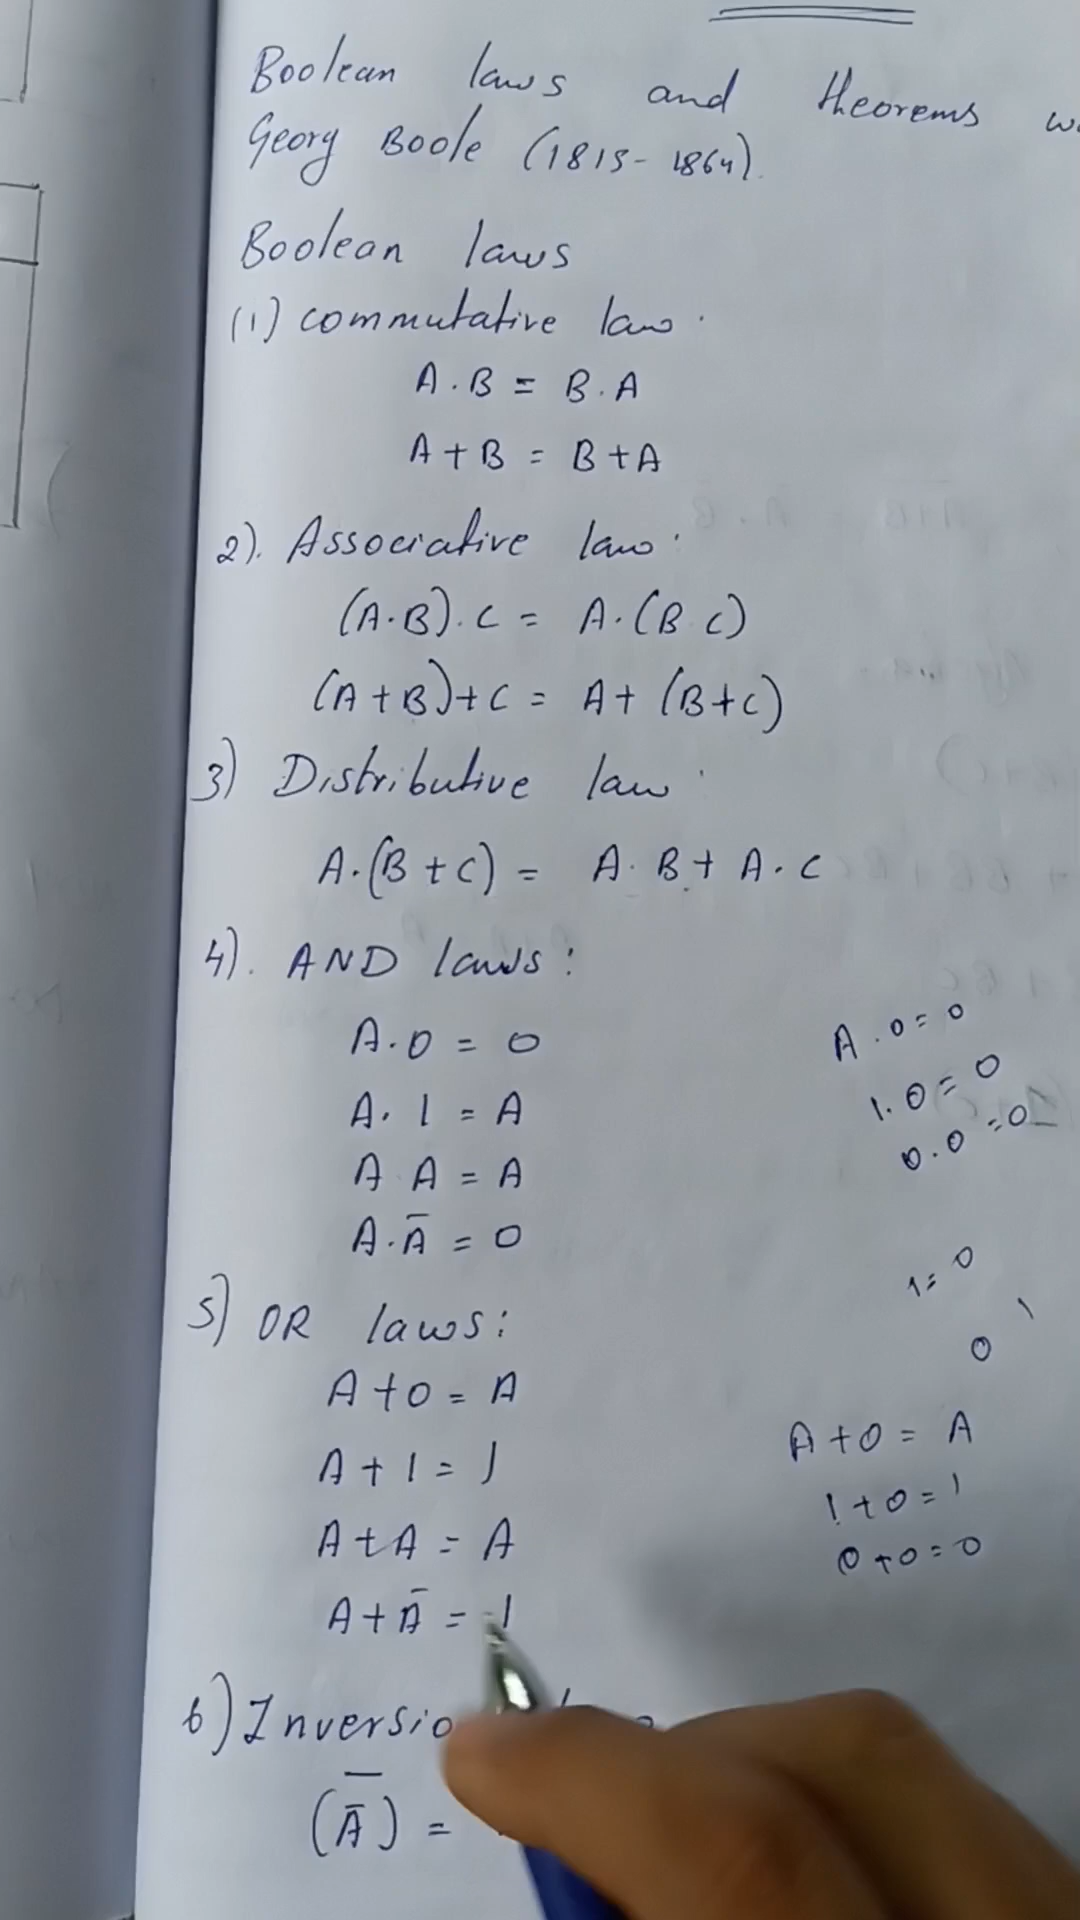 Boolean laws and theorems
Georg Boole (1815-1864).
Boolean laws
(1) commutative law.
A.B = B.A
A+B = B+A
2). Associative law:
(A.B).C = A.(B.C)
(A+B)+C = A+(B+C)
3) Distributive law:
A.(B+C) = A.B+A.C
4). AND laws:
A.0 = 0
A.1 = A
A.A = A
A.Ā = 0
A.0=0
1.0=0
0.0=0
1=0
0
5) OR laws:
A+0=A
A+1=1
A+A=A
A+Ā=1
A+0=A
1+0=1
0+0=0
6)
(Ā̄) =